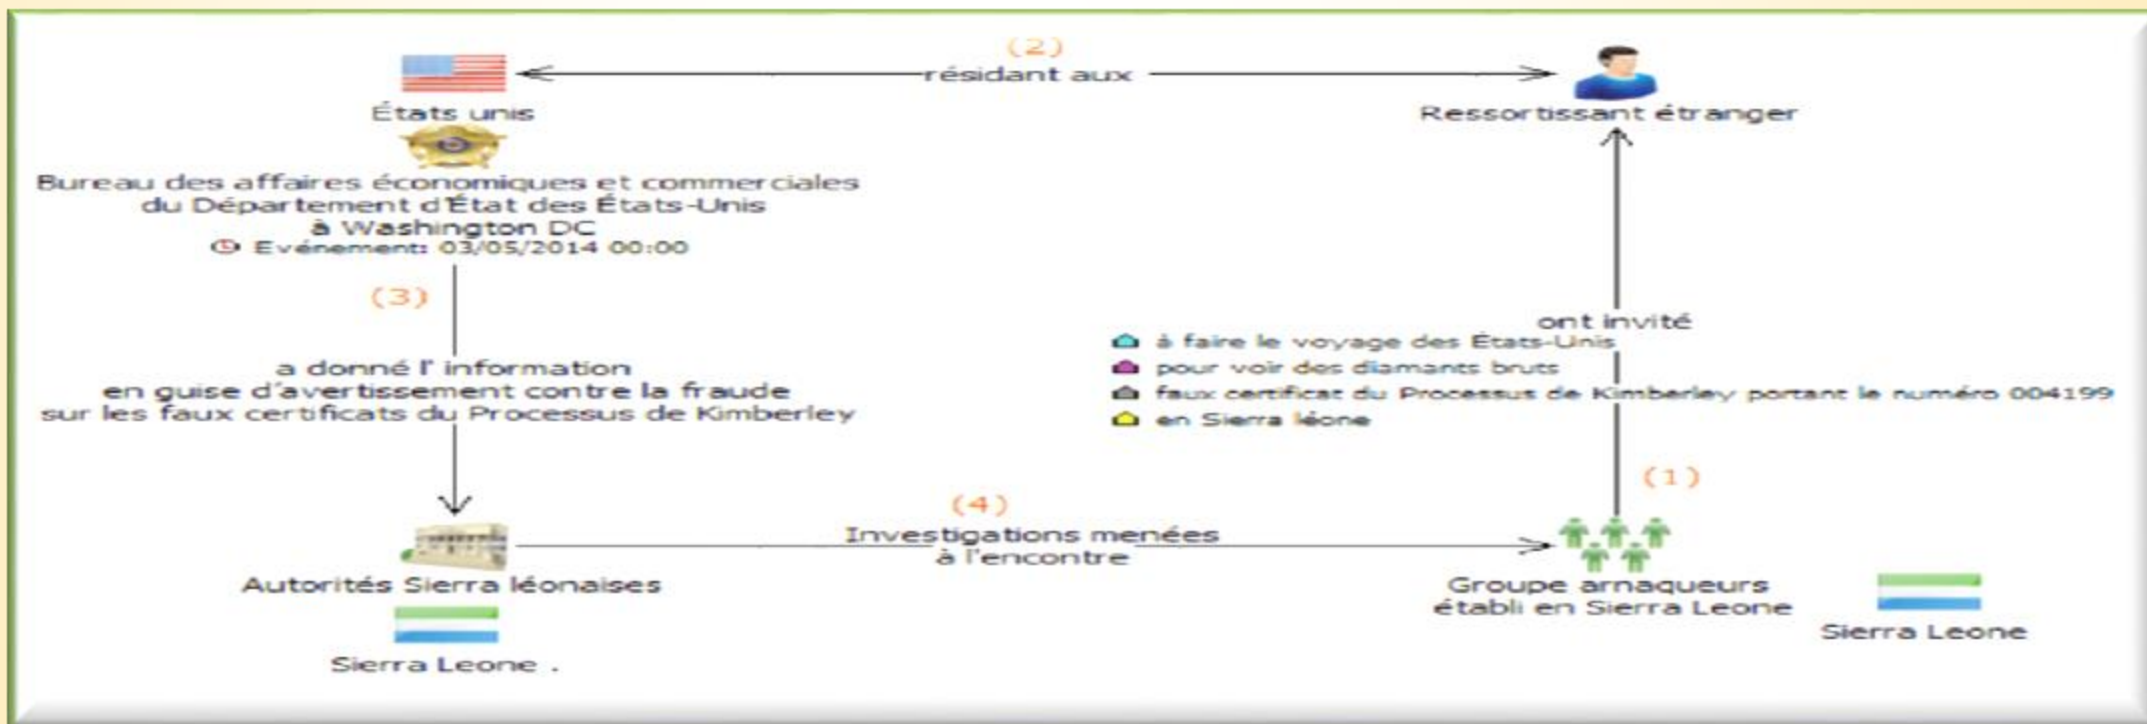 (2)
résidant aux
États unis
Ressortissant étranger
Bureau des affaires économiques et commerciales
du Département d'État des États-Unis
à Washington DC
Evénement: 03/05/2014 00:00
(3)
a donné l' information
en guise d'avertissement contre la fraude
sur les faux certificats du Processus de Kimberley
ont invité
à faire le voyage des États-Unis
pour voir des diamants bruts
faux certificat du Processus de Kimberley portant le numéro 004199
en Sierra léone
(1)
(4)
Investigations menées
à l'encontre
Autorités Sierra léonaises
Sierra Leone .
Groupe arnaqueurs
établi en Sierra Leone
Sierra Leone